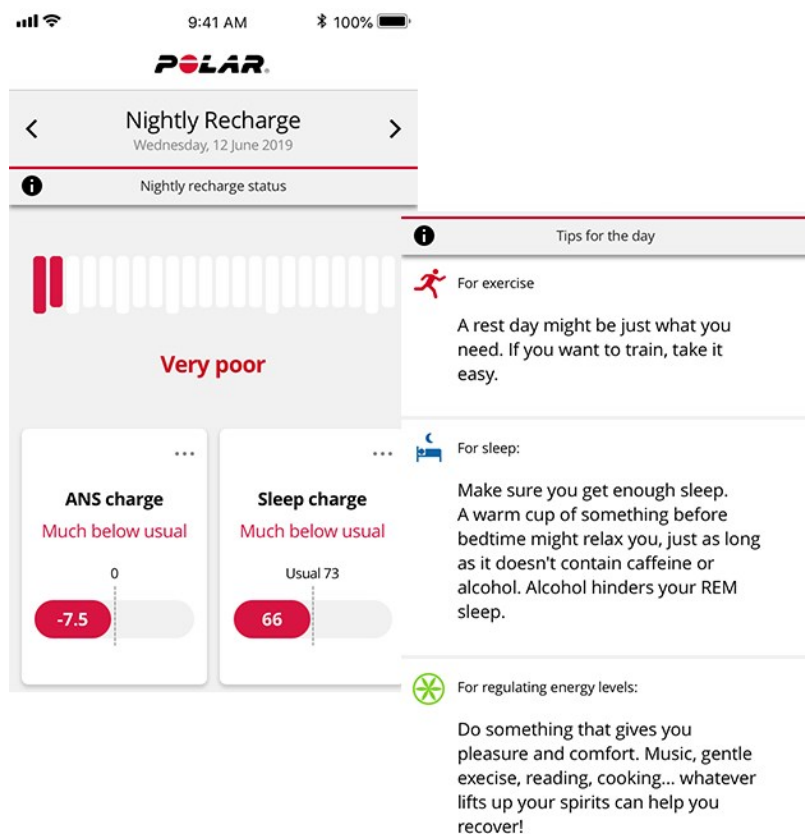 9:41 AM
100%
POLAR
Nightly Recharge
Wednesday, 12 June 2019
Nightly recharge status
Very poor
ANS charge
Much below usual
0
-7.5
Sleep charge
Much below usual
Usual 73
66
Tips for the day
For exercise
A rest day might be just what you
need. If you want to train, take it
easy.
For sleep:
Make sure you get enough sleep.
A warm cup of something before
bedtime might relax you, just as long
as it doesn't contain caffeine or
alcohol. Alcohol hinders your REM
sleep.
For regulating energy levels:
Do something that gives you
pleasure and comfort. Music, gentle
execise, reading, cooking... whatever
lifts up your spirits can help you
recover!